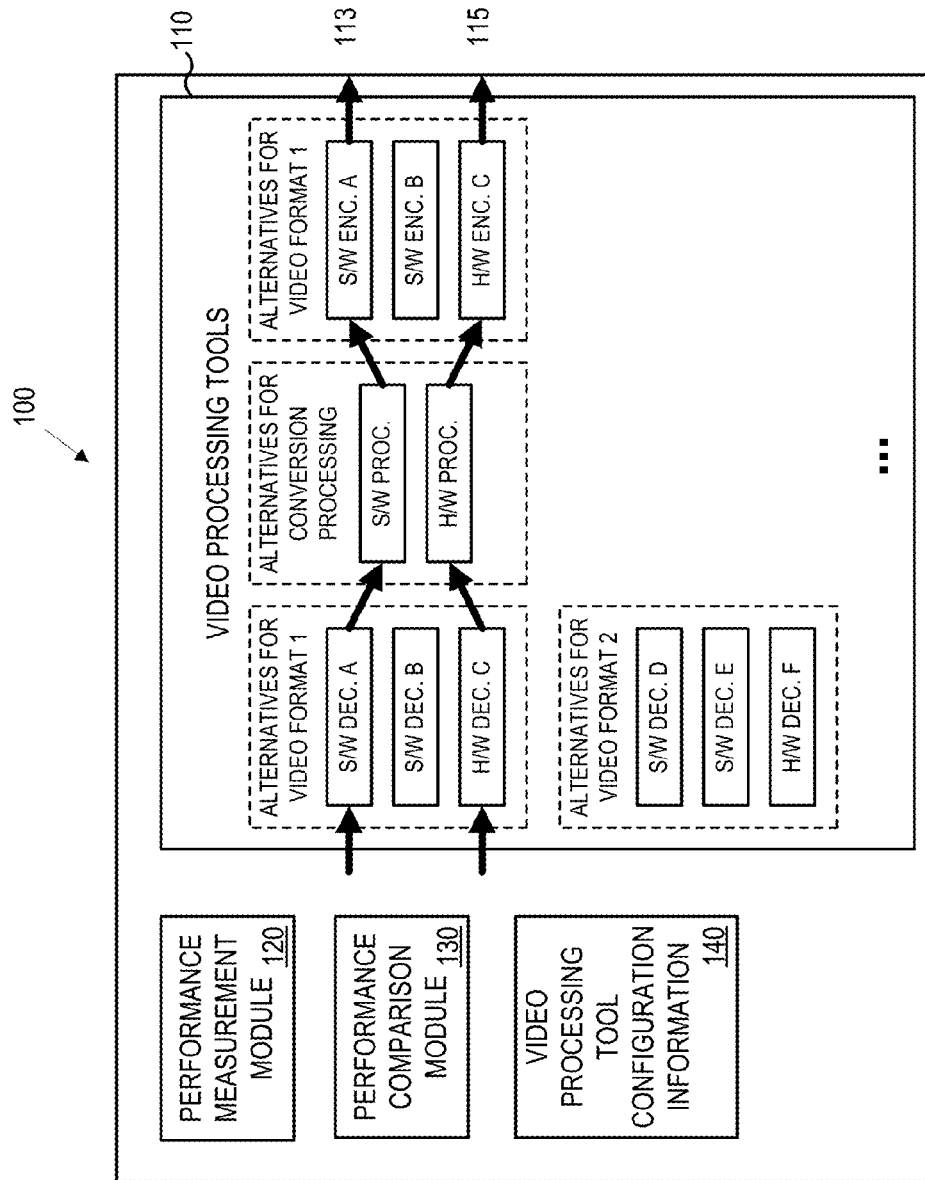 100
110
VIDEO PROCESSING TOOLS
PERFORMANCE
MEASUREMENT
MODULE 120
PERFORMANCE
COMPARISON
MODULE 130
VIDEO
PROCESSING
TOOL
CONFIGURATION
INFORMATION
140
ALTERNATIVES FOR
VIDEO FORMAT 1
S/W DEC. A
S/W DEC. B
H/W DEC. C
ALTERNATIVES FOR
CONVERSION
PROCESSING
S/W PROC.
H/W PROC.
ALTERNATIVES FOR
VIDEO FORMAT 1
S/W ENC. A
S/W ENC. B
H/W ENC. C
113
115
ALTERNATIVES FOR
VIDEO FORMAT 2
S/W DEC. D
S/W DEC. E
H/W DEC. F
...